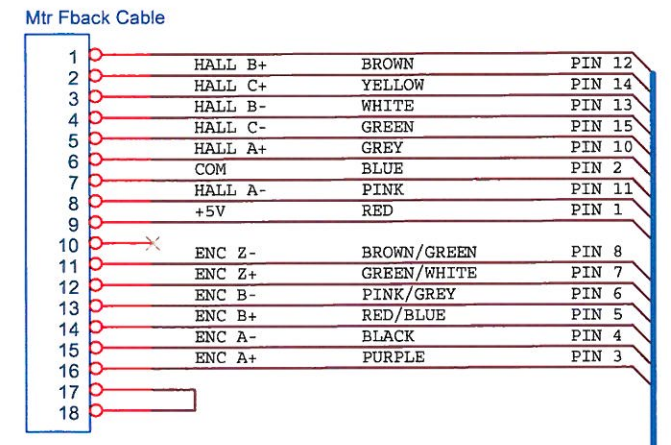 Mtr Fback Cable
1
2 HALL B+ BROWN PIN 12
3 HALL C+ YELLOW PIN 14
4 HALL B- WHITE PIN 13
5 HALL C- GREEN PIN 15
6 HALL A+ GREY PIN 10
7 COM BLUE PIN 2
8 HALL A- PINK PIN 11
9 +5V RED PIN 1
10
11 ENC Z- BROWN/GREEN PIN 8
12 ENC Z+ GREEN/WHITE PIN 7
13 ENC B- PINK/GREY PIN 6
14 ENC B+ RED/BLUE PIN 5
15 ENC A- BLACK PIN 4
16 ENC A+ PURPLE PIN 3
17
18